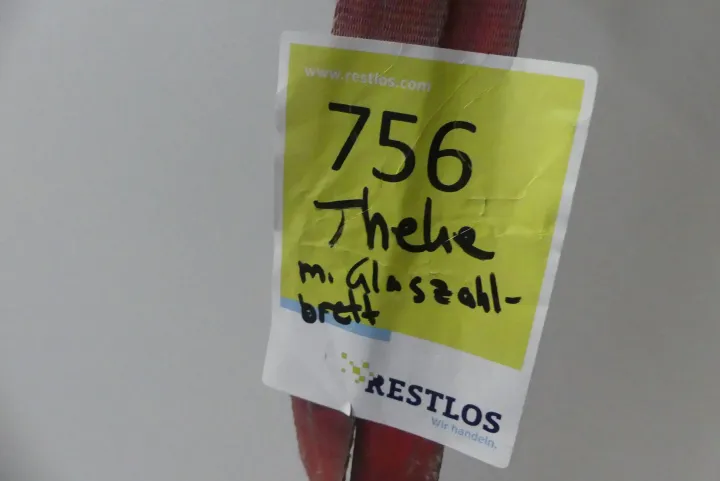 www.restlos.com
756
Theke
m. Glaszahl-
brett
RESTLOS
Wir handeln.